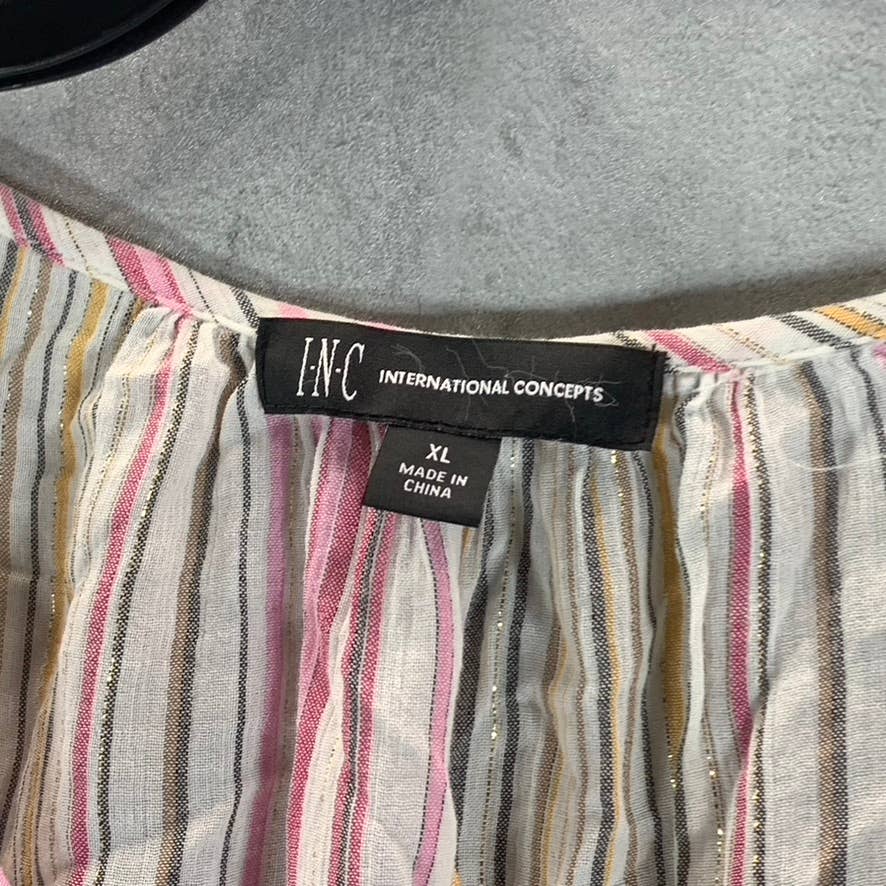 I·N·C INTERNATIONAL CONCEPTS
XL
MADE IN
CHINA